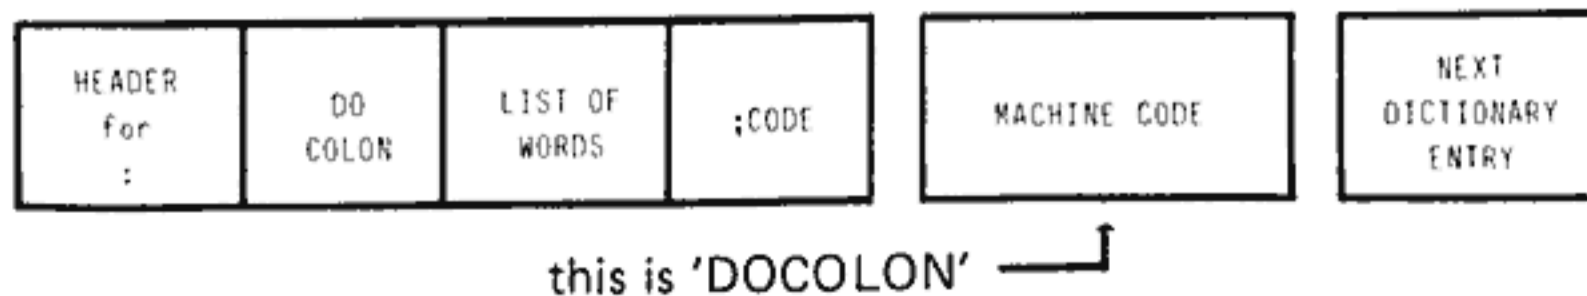 HEADER
for
:
DO
COLON
LIST OF
WORDS
;CODE
MACHINE CODE
NEXT
DICTIONARY
ENTRY
this is 'DOCOLON'